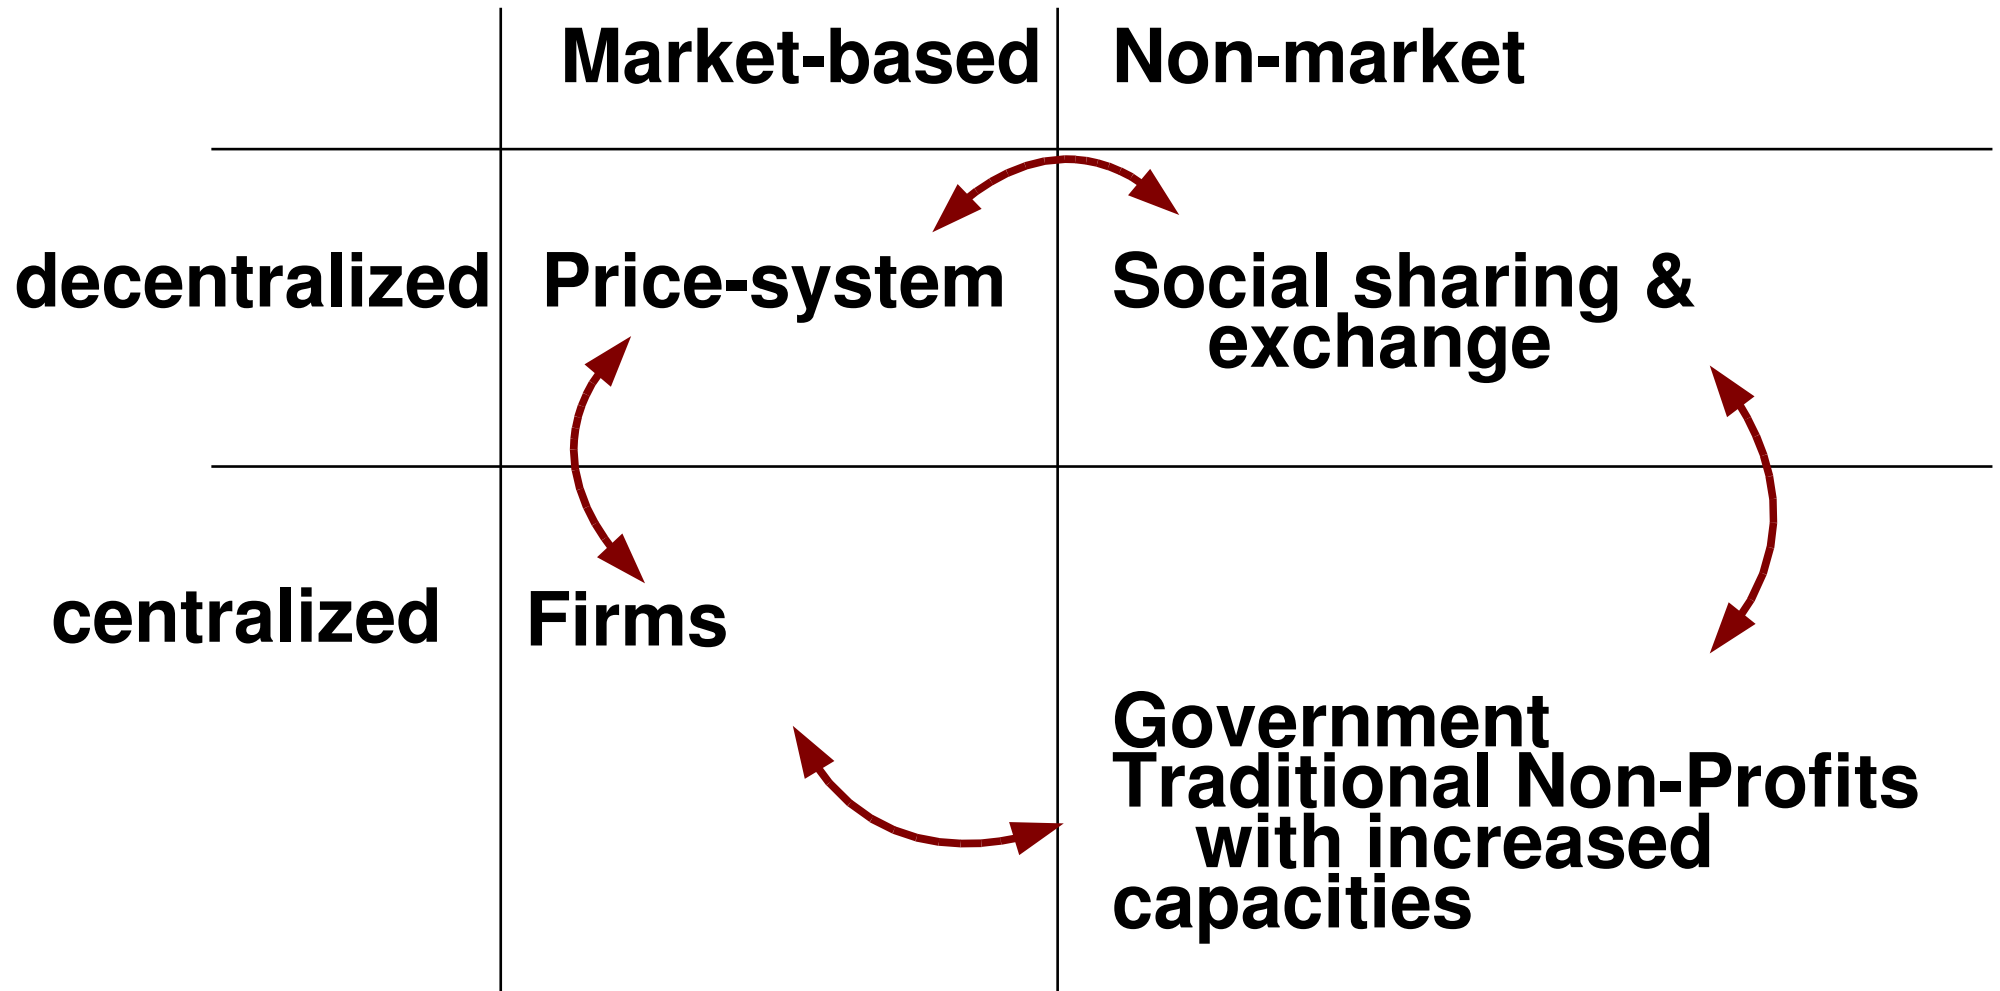 Market-based
Non-market
decentralized
Price-system
Social sharing &
exchange
centralized
Firms
Government
Traditional Non-Profits
with increased
capacities